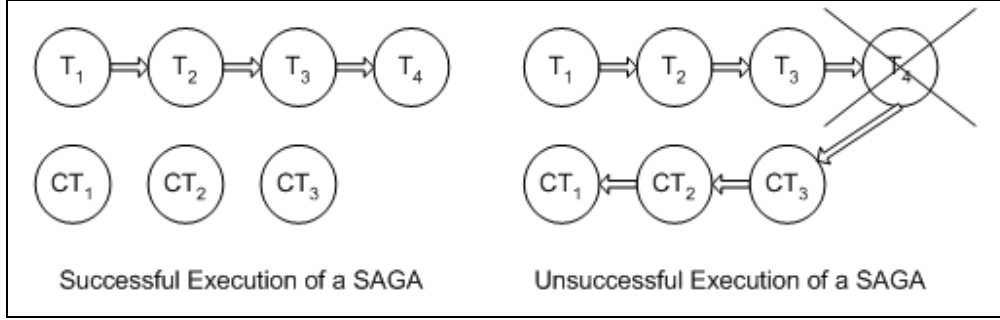 T1 T2 T3 T4
CT1 CT2 CT3
Successful Execution of a SAGA
T1 T2 T3 T4
CT1 CT2 CT3
Unsuccessful Execution of a SAGA